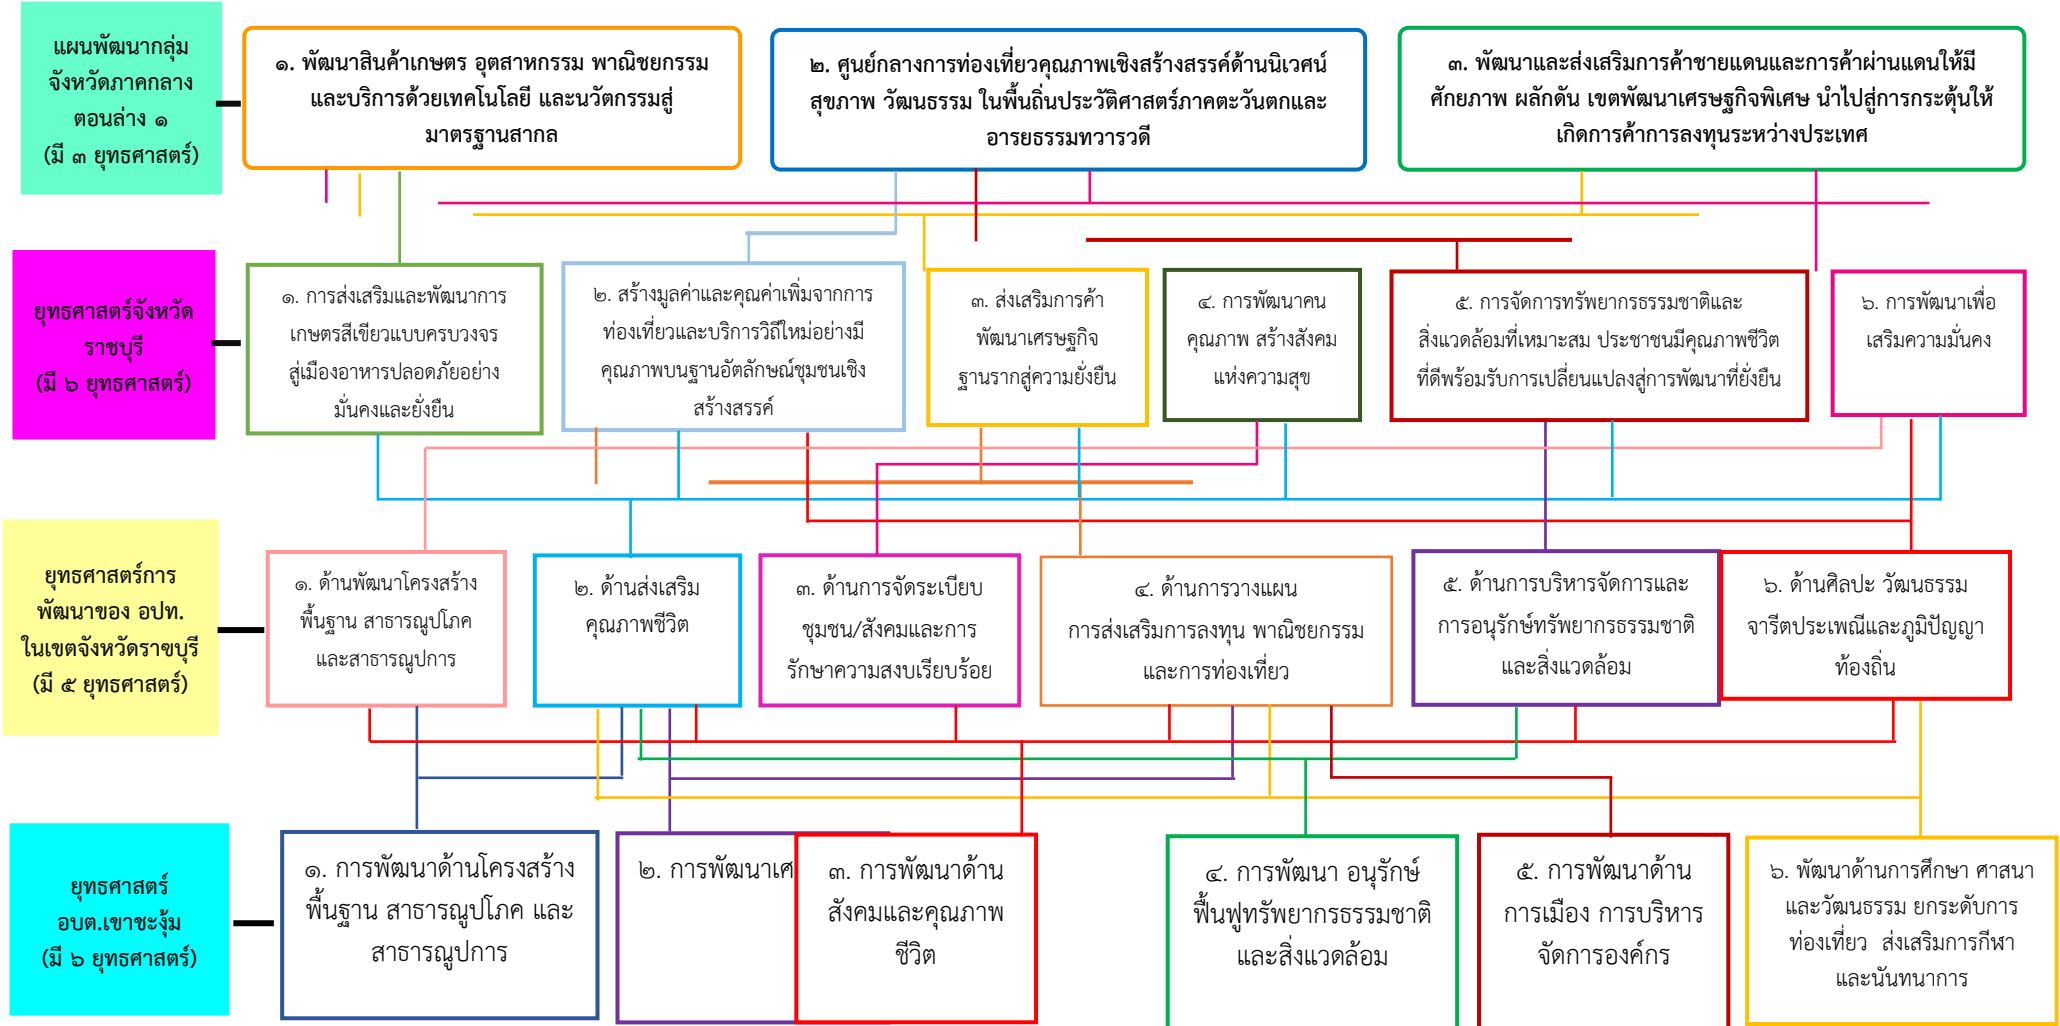 แผนพัฒนากลุ่ม
จังหวัดภาคกลาง
ตอนล่าง ๑
(มี ๓ ยุทธศาสตร์)
๑. พัฒนาสินค้าเกษตร อุตสาหกรรม พาณิชยกรรม
และบริการด้วยเทคโนโลยี และนวัตกรรมสู่
มาตรฐานสากล
๒. ศูนย์กลางการท่องเที่ยวคุณภาพเชิงสร้างสรรค์ด้านนิเวศน์
สุขภาพ วัฒนธรรม ในพื้นถิ่นประวัติศาสตร์ภาคตะวันตกและ
อารยธรรมทวารวดี
๓. พัฒนาและส่งเสริมการค้าชายแดนและการค้าผ่านแดนให้มี
ศักยภาพ ผลักดัน เขตพัฒนาเศรษฐกิจพิเศษ นำไปสู่การกระตุ้นให้
เกิดการค้าการลงทุนระหว่างประเทศ
ยุทธศาสตร์จังหวัด
ราชบุรี
(มี ๖ ยุทธศาสตร์)
๑. การส่งเสริมและพัฒนาการ
เกษตรสีเขียวแบบครบวงจร
สู่เมืองอาหารปลอดภัยอย่าง
มั่นคงและยั่งยืน
๒. สร้างมูลค่าและคุณค่าเพิ่มจากการ
ท่องเที่ยวและบริการวิถีใหม่อย่างมี
คุณภาพบนฐานอัตลักษณ์ชุมชนเชิง
สร้างสรรค์
๓. ส่งเสริมการค้า
พัฒนาเศรษฐกิจ
ฐานรากสู่ความยั่งยืน
๔. การพัฒนาคน
คุณภาพ สร้างสังคม
แห่งความสุข
๕. การจัดการทรัพยากรธรรมชาติและ
สิ่งแวดล้อมที่เหมาะสม ประชาชนมีคุณภาพชีวิต
ที่ดีพร้อมรับการเปลี่ยนแปลงสู่การพัฒนาที่ยั่งยืน
๖. การพัฒนาเพื่อ
เสริมความมั่นคง
ยุทธศาสตร์การ
พัฒนาของ อปท.
ในเขตจังหวัดราชบุรี
(มี ๕ ยุทธศาสตร์)
๑. ด้านพัฒนาโครงสร้าง
พื้นฐาน สาธารณูปโภค
และสาธารณูปการ
๒. ด้านส่งเสริม
คุณภาพชีวิต
๓. ด้านการจัดระเบียบ
ชุมชน/สังคมและการ
รักษาความสงบเรียบร้อย
๔. ด้านการวางแผน
การส่งเสริมการลงทุน พาณิชยกรรม
และการท่องเที่ยว
๕. ด้านการบริหารจัดการและ
การอนุรักษ์ทรัพยากรธรรมชาติ
และสิ่งแวดล้อม
๖. ด้านศิลปะ วัฒนธรรม
จารีตประเพณีและภูมิปัญญา
ท้องถิ่น
ยุทธศาสตร์
อบต.เขาชะงุ้ม
(มี ๖ ยุทธศาสตร์)
๑. การพัฒนาด้านโครงสร้าง
พื้นฐาน สาธารณูปโภค และ
สาธารณูปการ
๒. การพัฒนาเศ
๓. การพัฒนาด้าน
สังคมและคุณภาพ
ชีวิต
๔. การพัฒนา อนุรักษ์
ฟื้นฟูทรัพยากรธรรมชาติ
และสิ่งแวดล้อม
๕. การพัฒนาด้าน
การเมือง การบริหาร
จัดการองค์กร
๖. พัฒนาด้านการศึกษา ศาสนา
และวัฒนธรรม ยกระดับการ
ท่องเที่ยว ส่งเสริมการกีฬา
และนันทนาการ